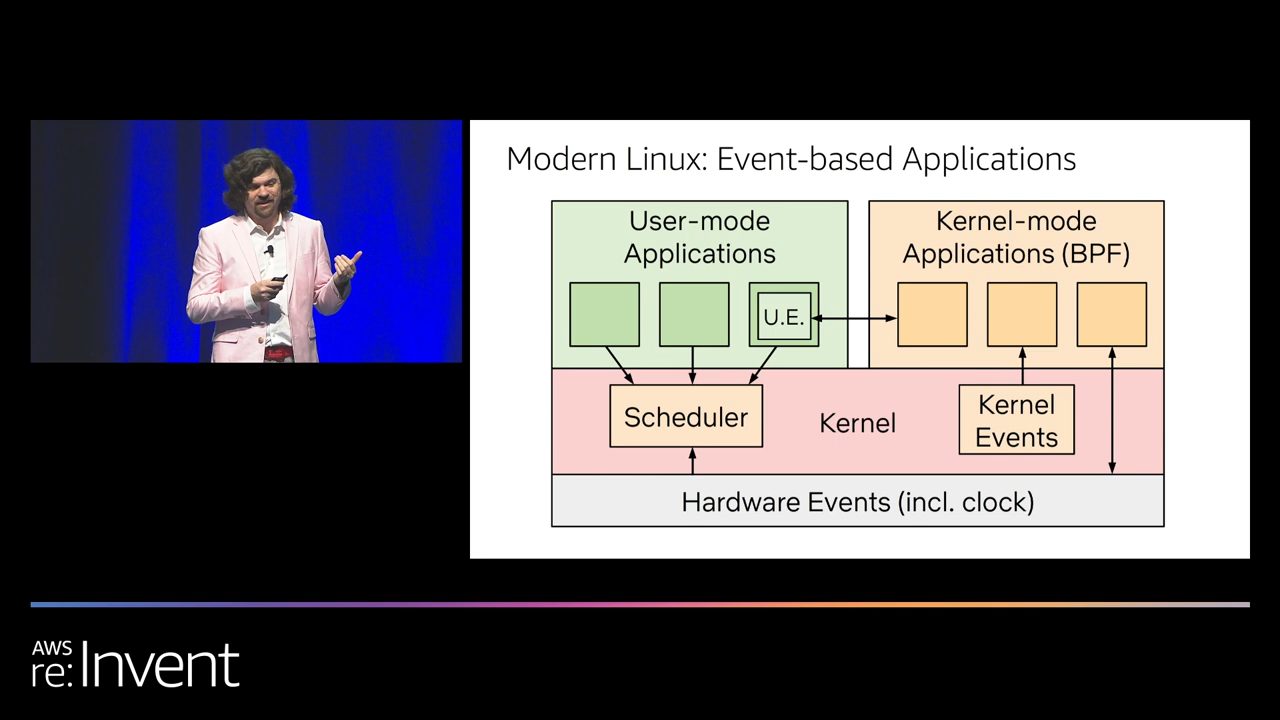 Modern Linux: Event-based Applications
User-mode
Applications
Kernel-mode
Applications (BPF)
U.E.
Scheduler
Kernel
Kernel
Events
Hardware Events (incl. clock)
AWS
re:Invent